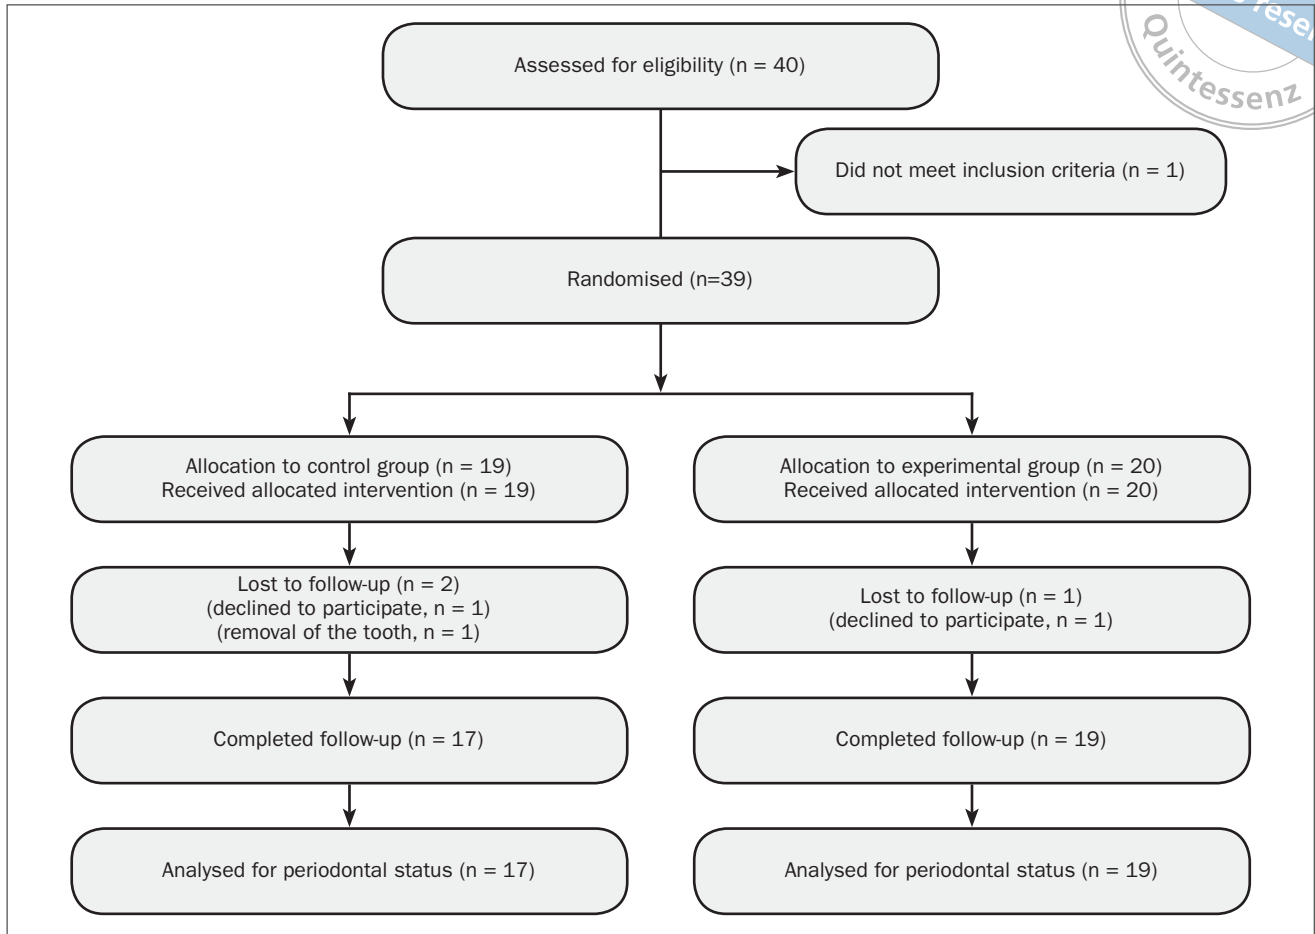 Assessed for eligibility (n = 40)
Did not meet inclusion criteria (n = 1)
Randomised (n=39)
Allocation to control group (n = 19)
Received allocated intervention (n = 19)
Allocation to experimental group (n = 20)
Received allocated intervention (n = 20)
Lost to follow-up (n = 2)
(declined to participate, n = 1)
(removal of the tooth, n = 1)
Lost to follow-up (n = 1)
(declined to participate, n = 1)
Completed follow-up (n = 17)
Completed follow-up (n = 19)
Analysed for periodontal status (n = 17)
Analysed for periodontal status (n = 19)
Quintessenz